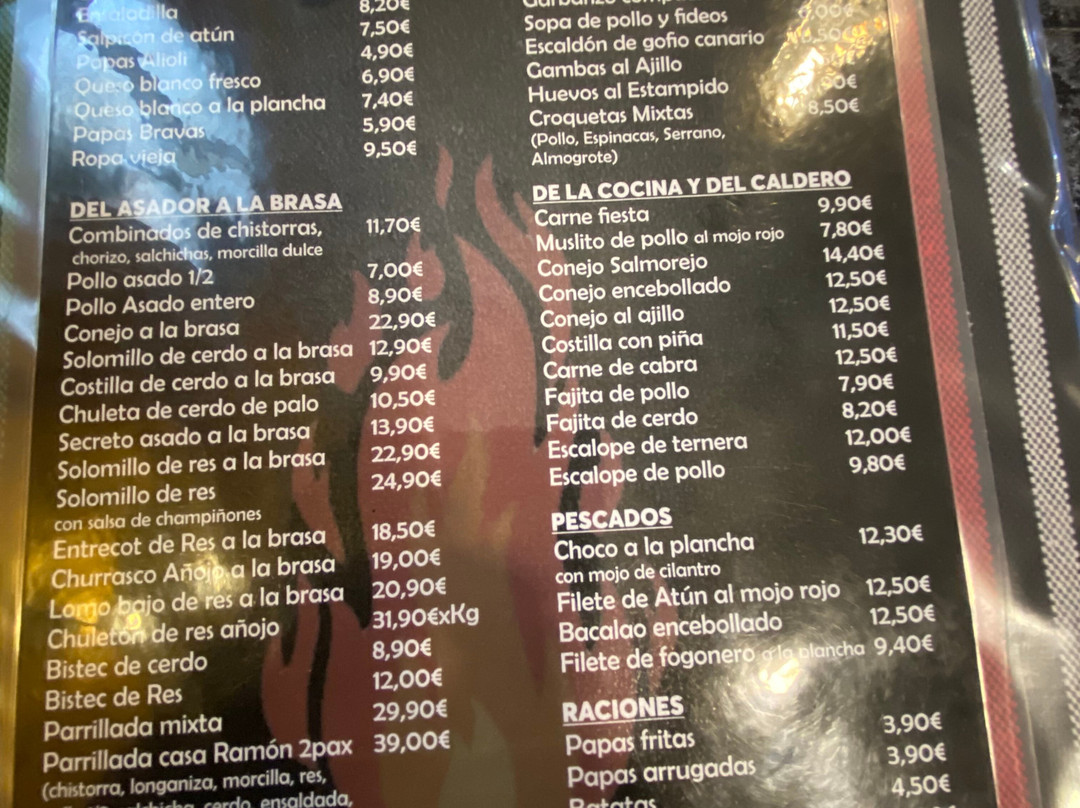 Ensaladilla 8,20€
Salpicón de atún 7,50€
Papas Alioli 4,90€
Queso blanco fresco 6,90€
Queso blanco a la plancha 7,40€
Papas Bravas 5,90€
Ropa vieja 9,50€
DEL ASADOR A LA BRASA
Combinados de chistorras, 11,70€
chorizo, salchichas, morcilla dulce
Pollo asado 1/2 7,00€
Pollo Asado entero 8,90€
Conejo a la brasa 22,90€
Solomillo de cerdo a la brasa 12,90€
Costilla de cerdo a la brasa 9,90€
Chuleta de cerdo de palo 10,50€
Secreto asado a la brasa 13,90€
Solomillo de res a la brasa 22,90€
Solomillo de res 24,90€
con salsa de champiñones
Entrecot de Res a la brasa 18,50€
Churrasco Añojo a la brasa 19,00€
Lomo bajo de res a la brasa 20,90€
Chuletón de res añojo 31,90€xKg
Bistec de cerdo 8,90€
Bistec de Res 12,00€
Parrillada mixta 29,90€
Parrillada casa Ramón 2pax 39,00€
(chistorra, longaniza, morcilla, res,
cerdo, ensaldada,
Sopa de pollo y fideos
Escaldón de gofio canario
Gambas al Ajillo
Huevos al Estampido
Croquetas Mixtas 8,50€
(Pollo, Espinacas, Serrano,
Almogrote)
DE LA COCINA Y DEL CALDERO
Carne fiesta 9,90€
Muslito de pollo al mojo rojo 7,80€
Conejo Salmorejo 14,40€
Conejo encebollado 12,50€
Conejo al ajillo 12,50€
Costilla con piña 11,50€
Carne de cabra 12,50€
Fajita de pollo 7,90€
Fajita de cerdo 8,20€
Escalope de ternera 12,00€
Escalope de pollo 9,80€
PESCADOS
Choco a la plancha 12,30€
con mojo de cilantro
Filete de Atún al mojo rojo 12,50€
Bacalao encebollado 12,50€
Filete de fogonero a la plancha 9,40€
RACIONES
Papas fritas 3,90€
Papas arrugadas 3,90€
Batatas 4,50€